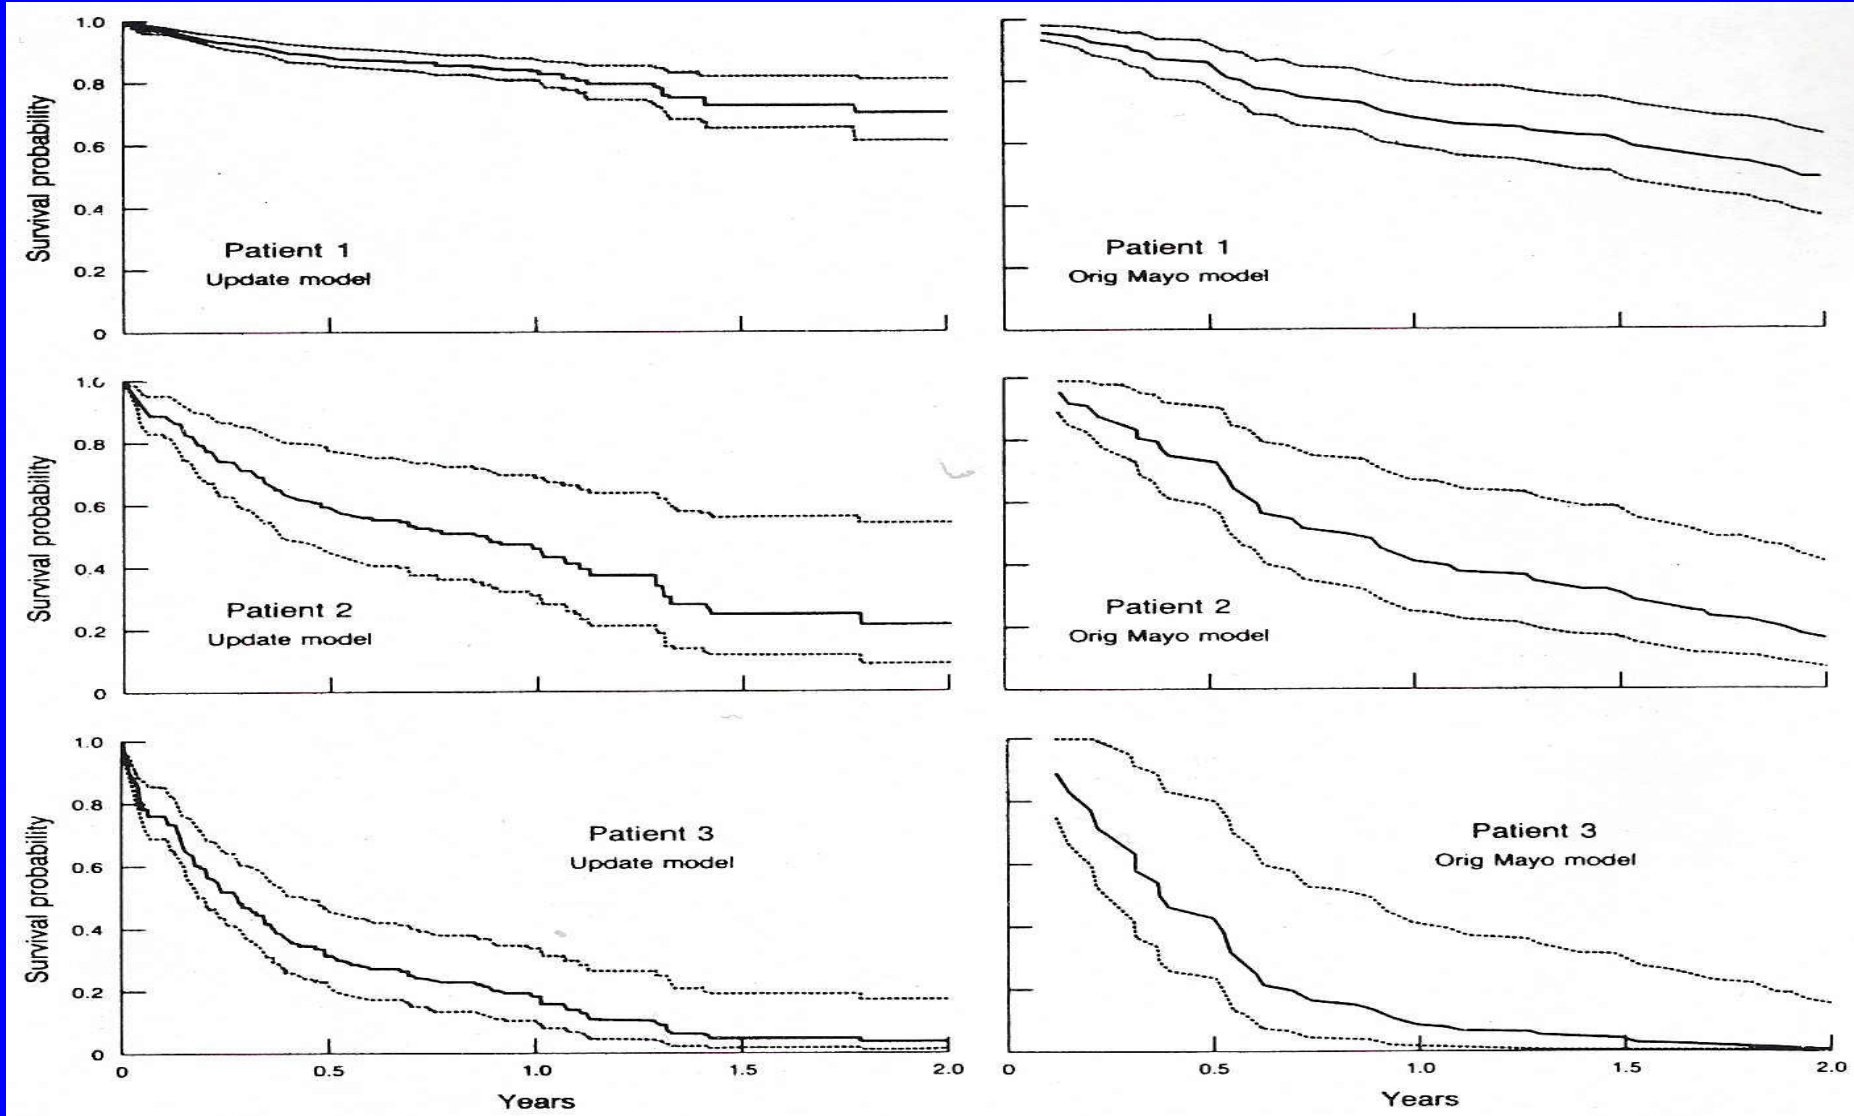 Survival probability
1.0
0.8
0.6
0.4
0.2
0
Patient 1
Update model
Patient 1
Orig Mayo model
Survival probability
1.0
0.8
0.6
0.4
0.2
0
Patient 2
Update model
Patient 2
Orig Mayo model
Survival probability
1.0
0.8
0.6
0.4
0.2
0
Patient 3
Update model
Patient 3
Orig Mayo model
0 0.5 1.0 1.5 2.0
Years
0 0.5 1.0 1.5 2.0
Years